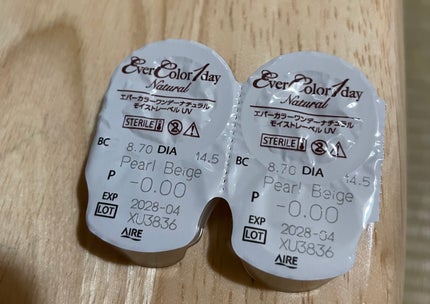 EverColor1day
Natural
エバーカラーワンデーナチュラル
モイストレーベル UV
STERILE
BC 8.70 DIA 14.5
Pearl Beige
P -0.00
EXP 2028-04
LOT XU3836
AIRE
EverColor1day
Natural
エバーカラーワンデーナチュラル
モイストレーベル UV
STERILE
BC 8.70 DIA 14.5
Pearl Beige
P -0.00
EXP 2028-04
LOT XU3836
AIRE